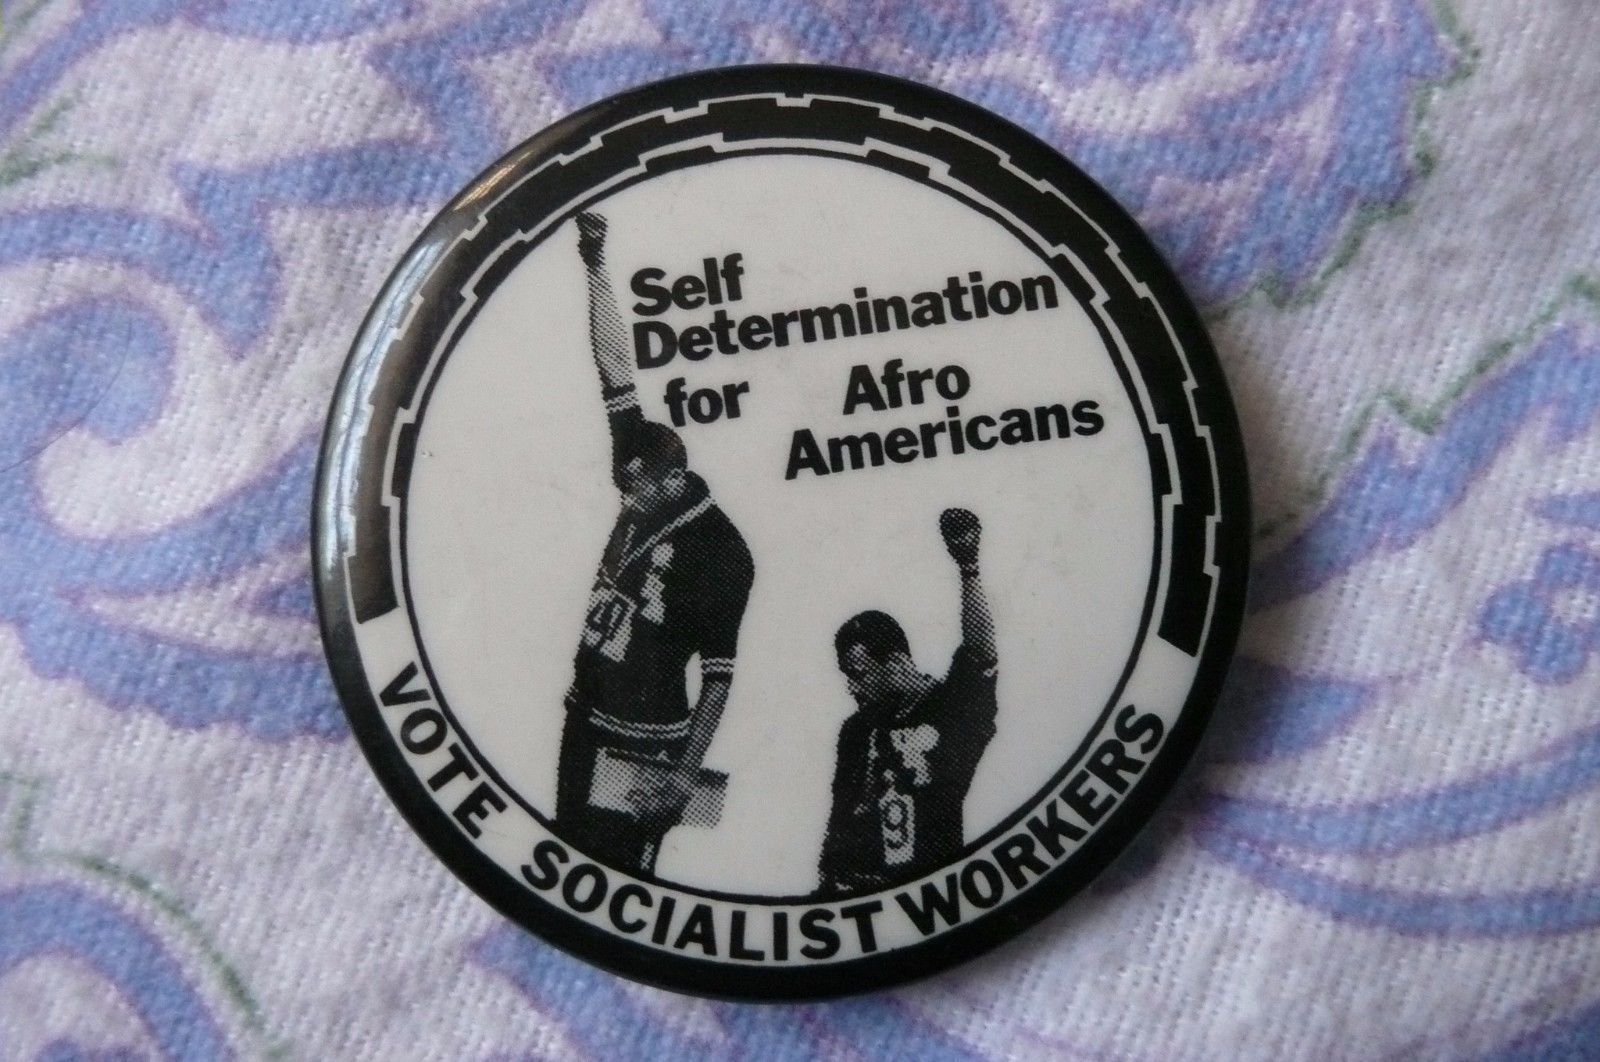 Self
Determination
for Afro
Americans
VOTE SOCIALIST WORKERS